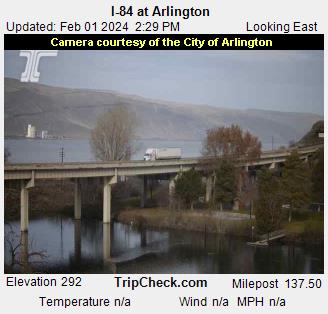 I-84 at Arlington
Updated: Feb 01 2024 2:29 PM Looking East
Camera courtesy of the City of Arlington
Elevation 292 TripCheck.com Milepost 137.50
Temperature n/a Wind n/a MPH n/a